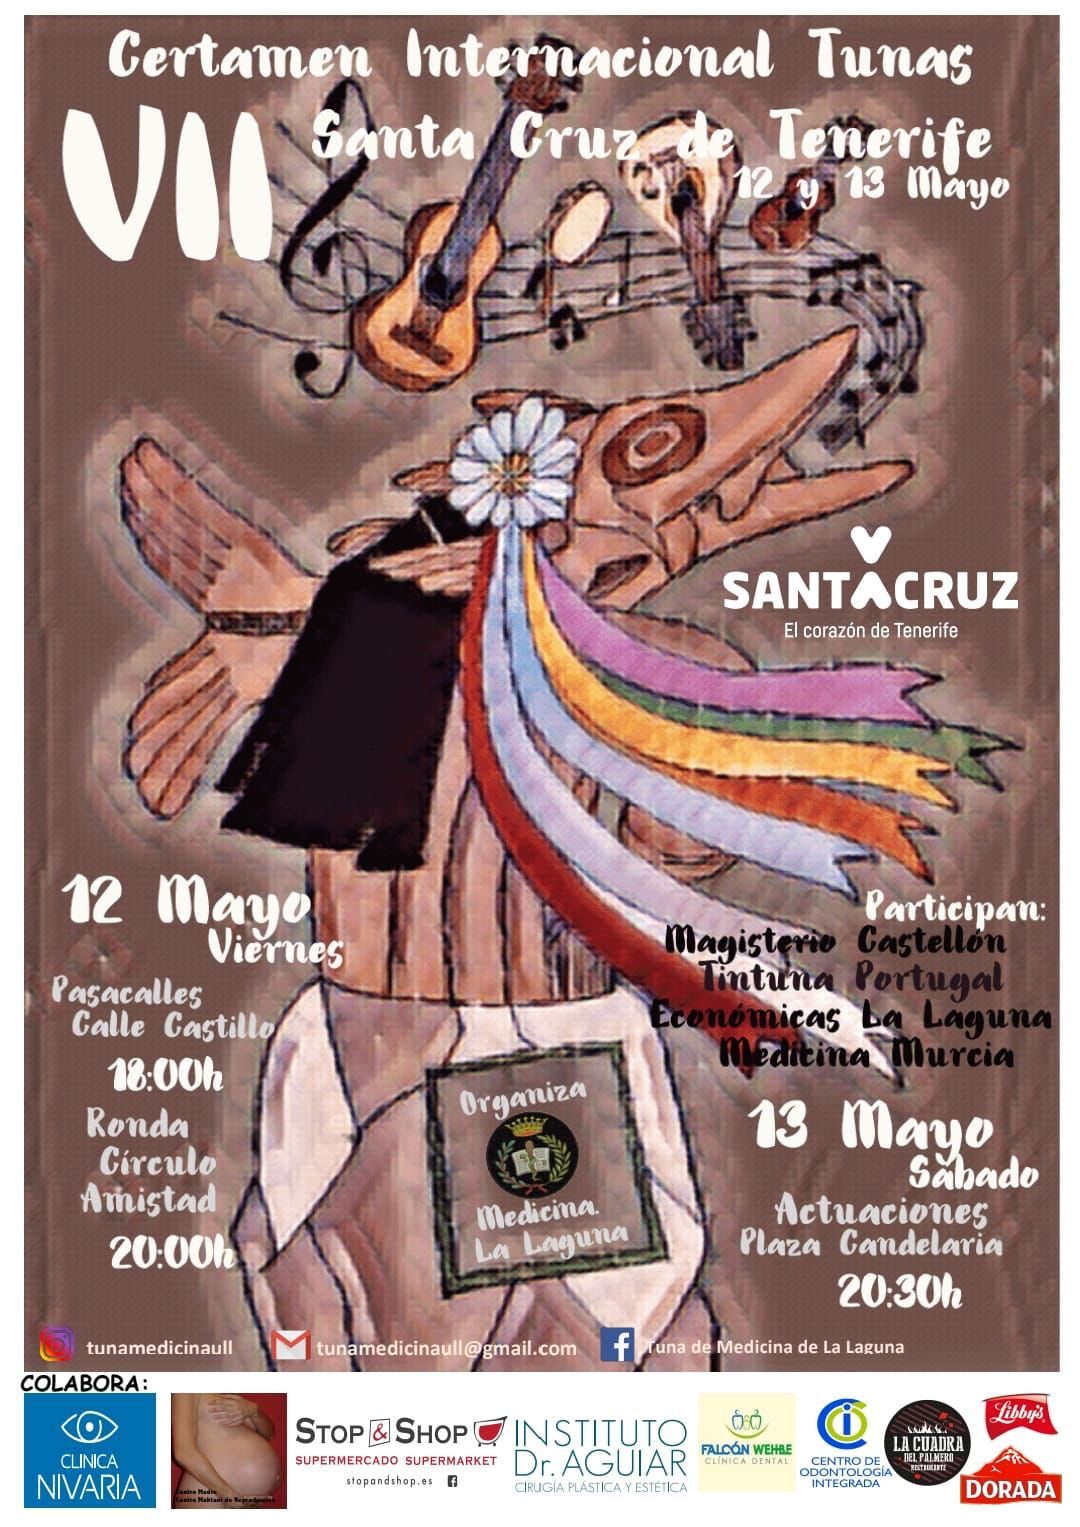 Certamen Internacional Tunas
VII
Santa Cruz de Tenerife
12 y 13 Mayo
SANTACRUZ
El corazón de Tenerife
12 Mayo
Viernes
Pasacalles
Calle Castillo
18:00h
Ronda
Círculo
Amistad
20:00h
Participan:
Magisterio Castellón
Tintuna Portugal
Económicas La Laguna
Medicina Murcia
Organiza
Medicina.
La Laguna
13 Mayo
Sábado
Actuaciones
Plaza Candelaria
20:30h
tunamedicinaull
tunamedicinaull@gmail.com
Tuna de Medicina de La Laguna
COLABORA:
CLINICA
NIVARIA
Centro Madre
Centro Mahtani de Reproducción
STOP & SHOP
SUPERMERCADO SUPERMARKET
stopandshop.es
INSTITUTO
Dr. AGUIAR
CIRUGÍA PLÁSTICA Y ESTÉTICA
FALCÓN WEHBE
CLÍNICA DENTAL
CENTRO DE
ODONTOLOGÍA
INTEGRADA
LA CUADRA
DEL PALMERO
RESTAURANTE
Libby's
DORADA